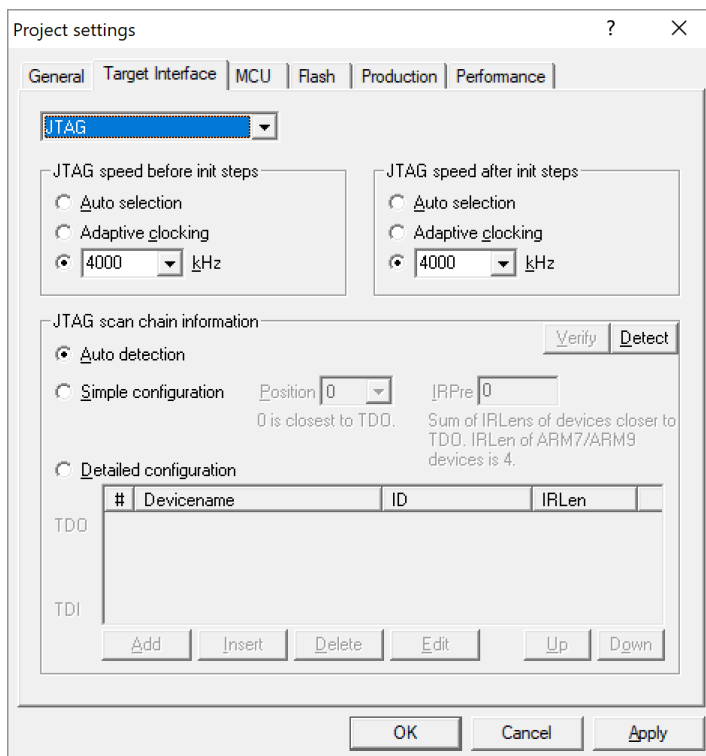 Project settings ? ×
General Target Interface MCU Flash Production Performance
JTAG
JTAG speed before init steps JTAG speed after init steps
Auto selection Auto selection
Adaptive clocking Adaptive clocking
4000 kHz 4000 kHz
JTAG scan chain information
Verify Detect
Auto detection
Simple configuration Position 0 IRPre 0
0 is closest to TDO. Sum of IRLens of devices closer to
TDO. IRLen of ARM7/ARM9
devices is 4.
Detailed configuration
# Devicename ID IRLen
TDO
TDI
Add Insert Delete Edit Up Down
OK Cancel Apply